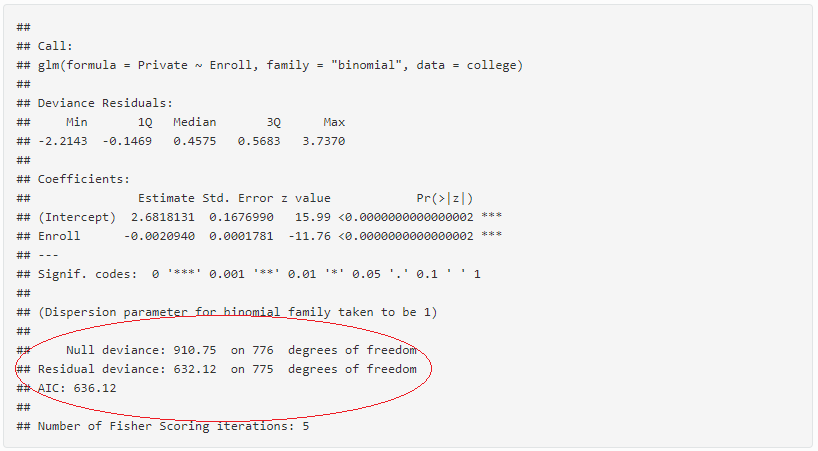 ##
## Call:
## glm(formula = Private ~ Enroll, family = "binomial", data = college)
##
## Deviance Residuals:
##     Min       1Q   Median       3Q      Max
## -2.2143  -0.1469   0.4575   0.5683   3.7370
##
## Coefficients:
##               Estimate Std. Error z value            Pr(>|z|)
## (Intercept)  2.6818131  0.1676990   15.99 <0.0000000000000002 ***
## Enroll      -0.0020940  0.0001781  -11.76 <0.0000000000000002 ***
## ---
## Signif. codes:  0 '***' 0.001 '**' 0.01 '*' 0.05 '.' 0.1 ' ' 1
##
## (Dispersion parameter for binomial family taken to be 1)
##
##     Null deviance: 910.75  on 776  degrees of freedom
## Residual deviance: 632.12  on 775  degrees of freedom
## AIC: 636.12
##
## Number of Fisher Scoring iterations: 5